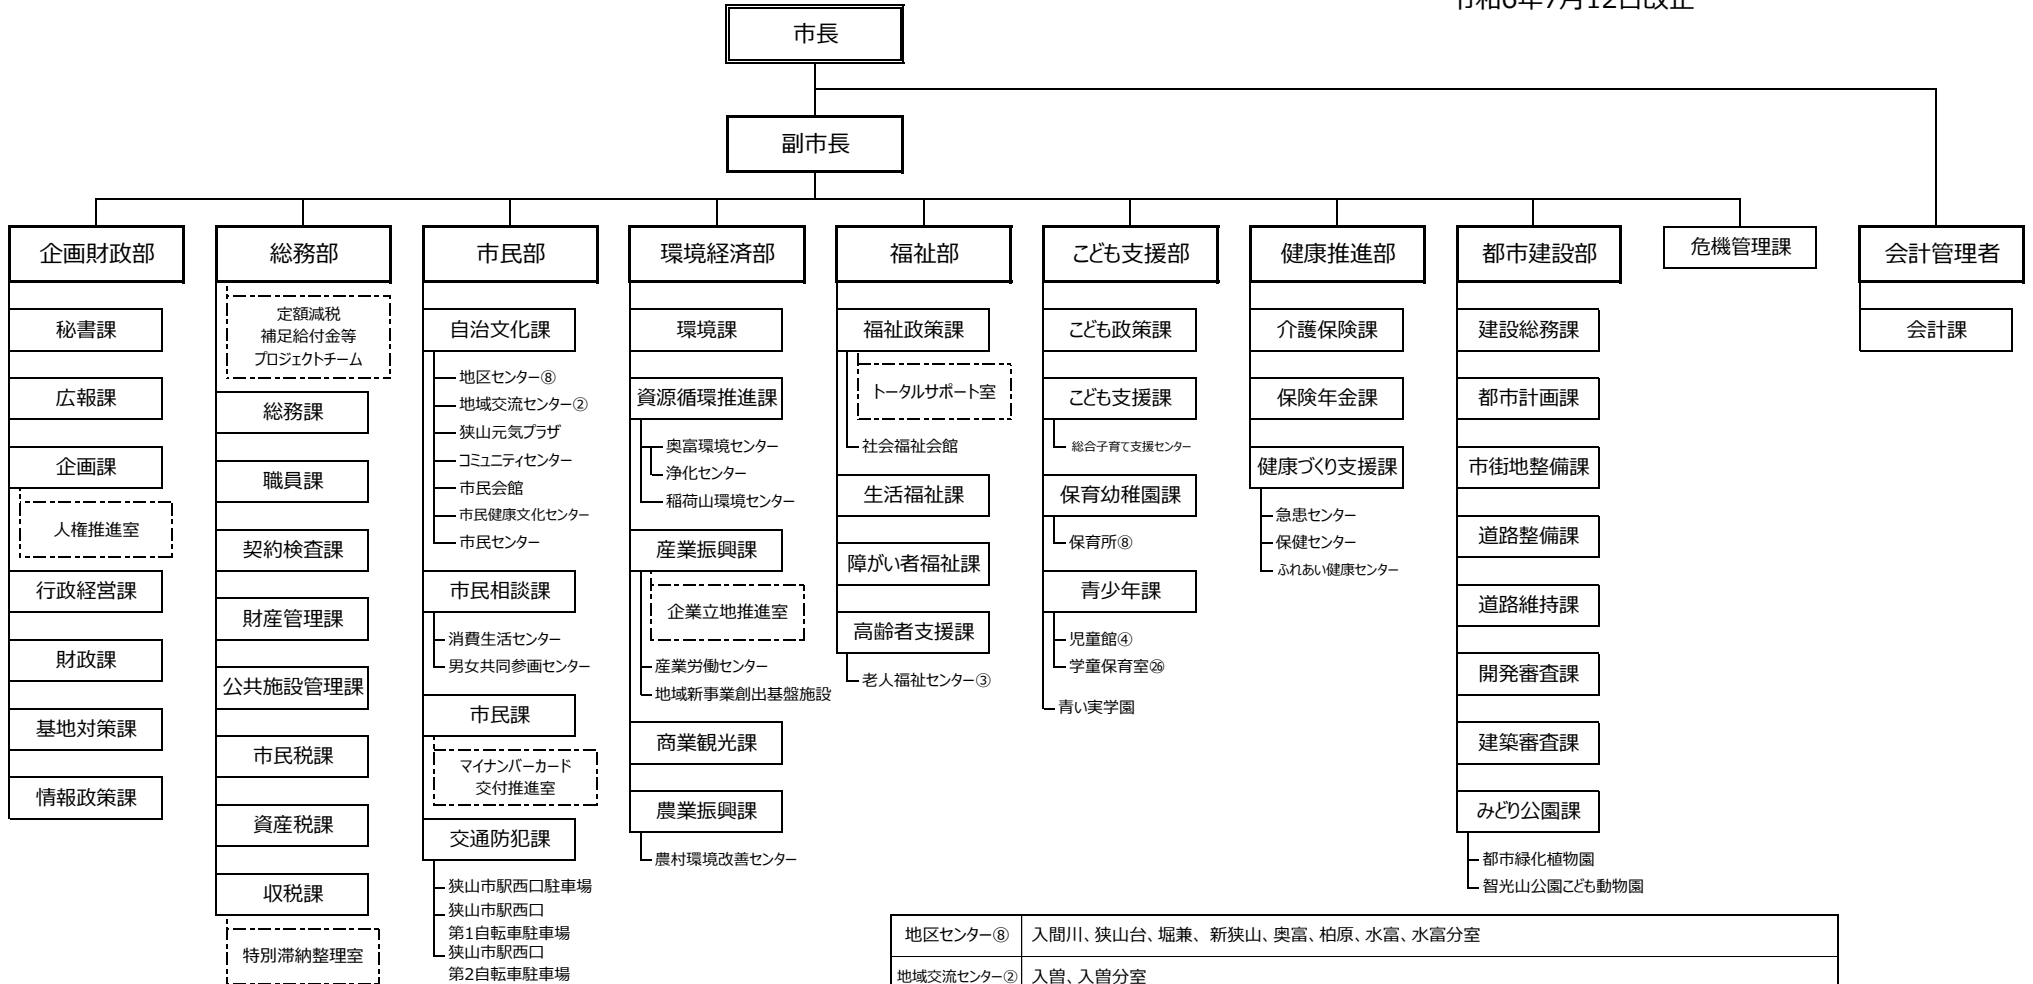 令和6年7月12日改正
市長
副市長
企画財政部
秘書課
広報課
企画課
人権推進室
行政経営課
財政課
基地対策課
情報政策課
総務部
定額減税
補足給付金等
プロジェクトチーム
総務課
職員課
契約検査課
財産管理課
公共施設管理課
市民税課
資産税課
収税課
特別滞納整理室
市民部
自治文化課
地区センター⑧
地域交流センター②
狭山元気プラザ
コミュニティセンター
市民会館
市民健康文化センター
市民センター
市民相談課
消費生活センター
男女共同参画センター
市民課
マイナンバーカード
交付推進室
交通防犯課
狭山市駅西口駐車場
狭山市駅西口
第1自転車駐車場
狭山市駅西口
第2自転車駐車場
環境経済部
環境課
資源循環推進課
奥富環境センター
浄化センター
稲荷山環境センター
産業振興課
企業立地推進室
産業労働センター
地域新事業創出基盤施設
商業観光課
農業振興課
農村環境改善センター
福祉部
福祉政策課
トータルサポート室
社会福祉会館
生活福祉課
障がい者福祉課
高齢者支援課
老人福祉センター③
こども支援部
こども政策課
こども支援課
総合子育て支援センター
保育幼稚園課
保育所⑧
青少年課
児童館④
学童保育室㉖
青い実学園
健康推進部
介護保険課
保険年金課
健康づくり支援課
急患センター
保健センター
ふれあい健康センター
都市建設部
建設総務課
都市計画課
市街地整備課
道路整備課
道路維持課
開発審査課
建築審査課
みどり公園課
都市緑化植物園
智光山公園こども動物園
危機管理課
会計管理者
会計課
地区センター⑧ 入間川、狭山台、堀兼、新狭山、奥富、柏原、水富、水富分室
地域交流センター② 入曽、入曽分室